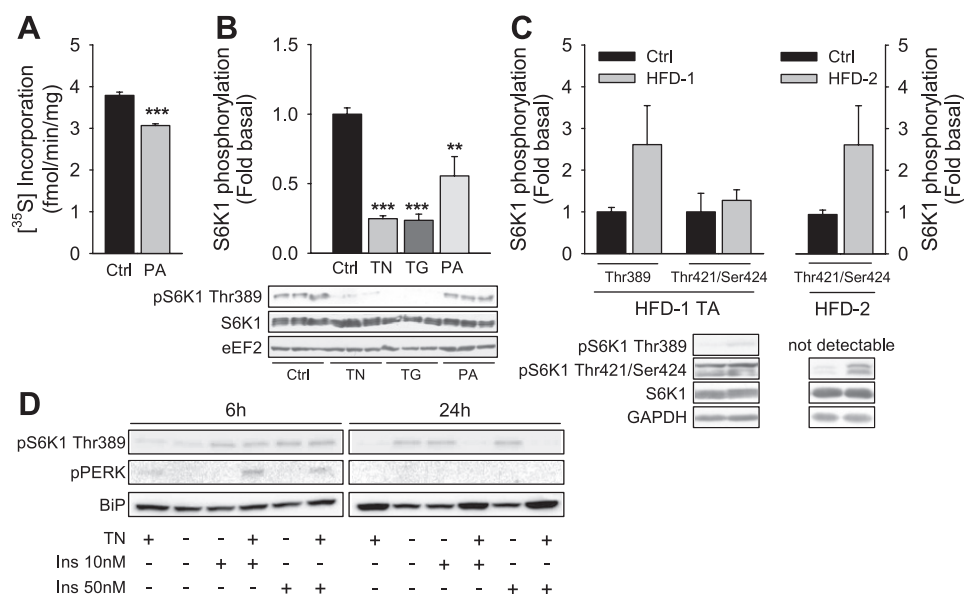 A
[³⁵S] Incorporation
(fmol/min/mg)
5
4
3
2
1
0
***
Ctrl PA
B
S6K1 phosphorylation
(Fold basal)
1.0
0.5
0.0
*** *** **
Ctrl TN TG PA
pS6K1 Thr389
S6K1
eEF2
Ctrl TN TG PA
C
S6K1 phosphorylation
(Fold basal)
5
4
3
2
1
0
Ctrl
HFD-1
Ctrl
HFD-2
5
4
3
2
1
0
S6K1 phosphorylation
(Fold basal)
Thr389 Thr421/Ser424 Thr421/Ser424
HFD-1 TA HFD-2
pS6K1 Thr389 not detectable
pS6K1 Thr421/Ser424
S6K1
GAPDH
D
6h 24h
pS6K1 Thr389
pPERK
BiP
TN + - - + - + + - - + - +
Ins 10nM - - + + - - - - + + - -
Ins 50nM - - - - + + - - - - + +